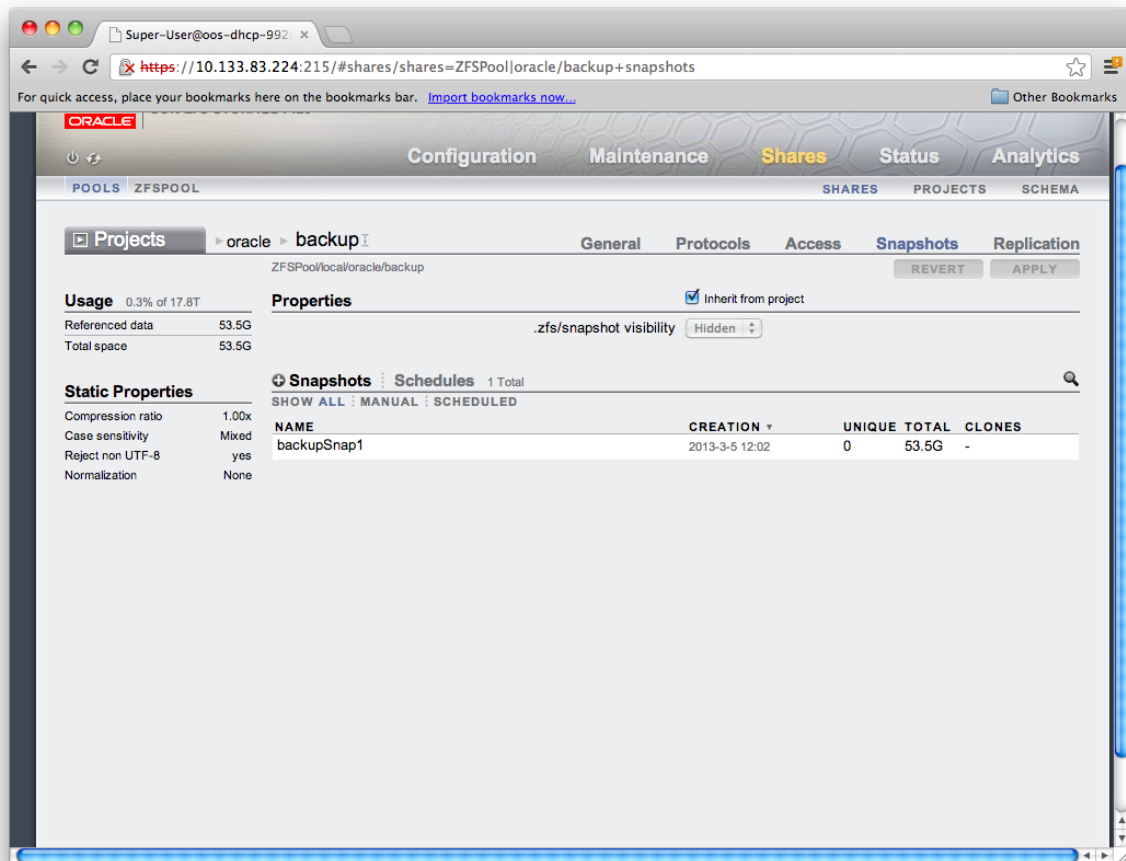 Super-User@oos-dhcp-992
https://10.133.83.224:215/#shares/shares=ZFSPool|oracle/backup+snapshots
For quick access, place your bookmarks here on the bookmarks bar. Import bookmarks now... Other Bookmarks
ORACLE
Configuration Maintenance Shares Status Analytics
POOLS ZFSPOOL SHARES PROJECTS SCHEMA
Projects oracle backup General Protocols Access Snapshots Replication
ZFSPool/local/oracle/backup REVERT APPLY
Usage 0.3% of 17.8T Properties Inherit from project
Referenced data 53.5G .zfs/snapshot visibility Hidden
Total space 53.5G
Static Properties Snapshots Schedules 1 Total
SHOW ALL MANUAL SCHEDULED
Compression ratio 1.00x
NAME CREATION UNIQUE TOTAL CLONES
Case sensitivity Mixed
backupSnap1 2013-3-5 12:02 0 53.5G -
Reject non UTF-8 yes
Normalization None